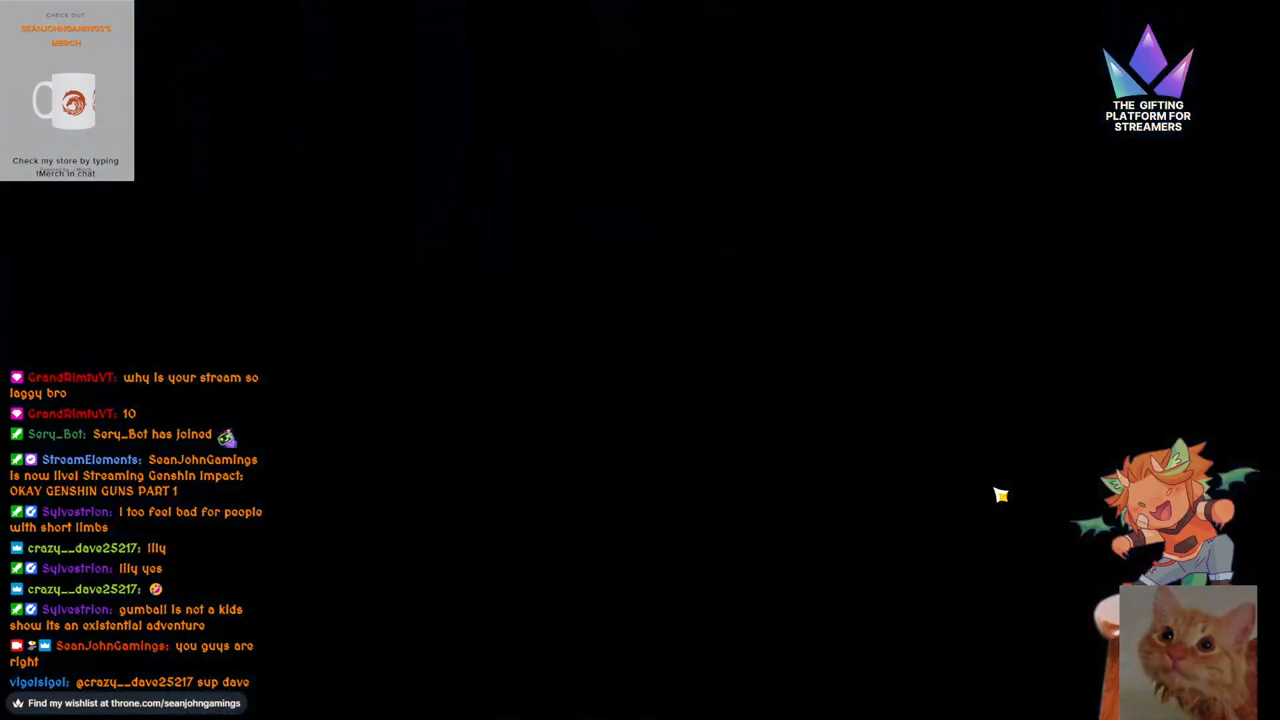 CHECK OUT
SEANJOHNGAMINGS'S
MERCH
Check my store by typing
!Merch in chat
THE GIFTING
PLATFORM FOR
STREAMERS
GrandRimtuVT: why is your stream so
laggy bro
GrandRimtuVT: 10
Sery_Bot: Sery_Bot has joined
StreamElements: SeanJohnGamings
is now live! Streaming Genshin Impact:
OKAY GENSHIN GUNS PART 1
Sylvestrion: I too feel bad for people
with short limbs
crazy__dave25217: lily
Sylvestrion: lily yes
crazy__dave25217:
Sylvestrion: gumball is not a kids
show its an existential adventure
SeanJohnGamings: you guys are
right
vigelsigel: @crazy__dave25217 sup dave
Find my wishlist at throne.com/seanjohngamings